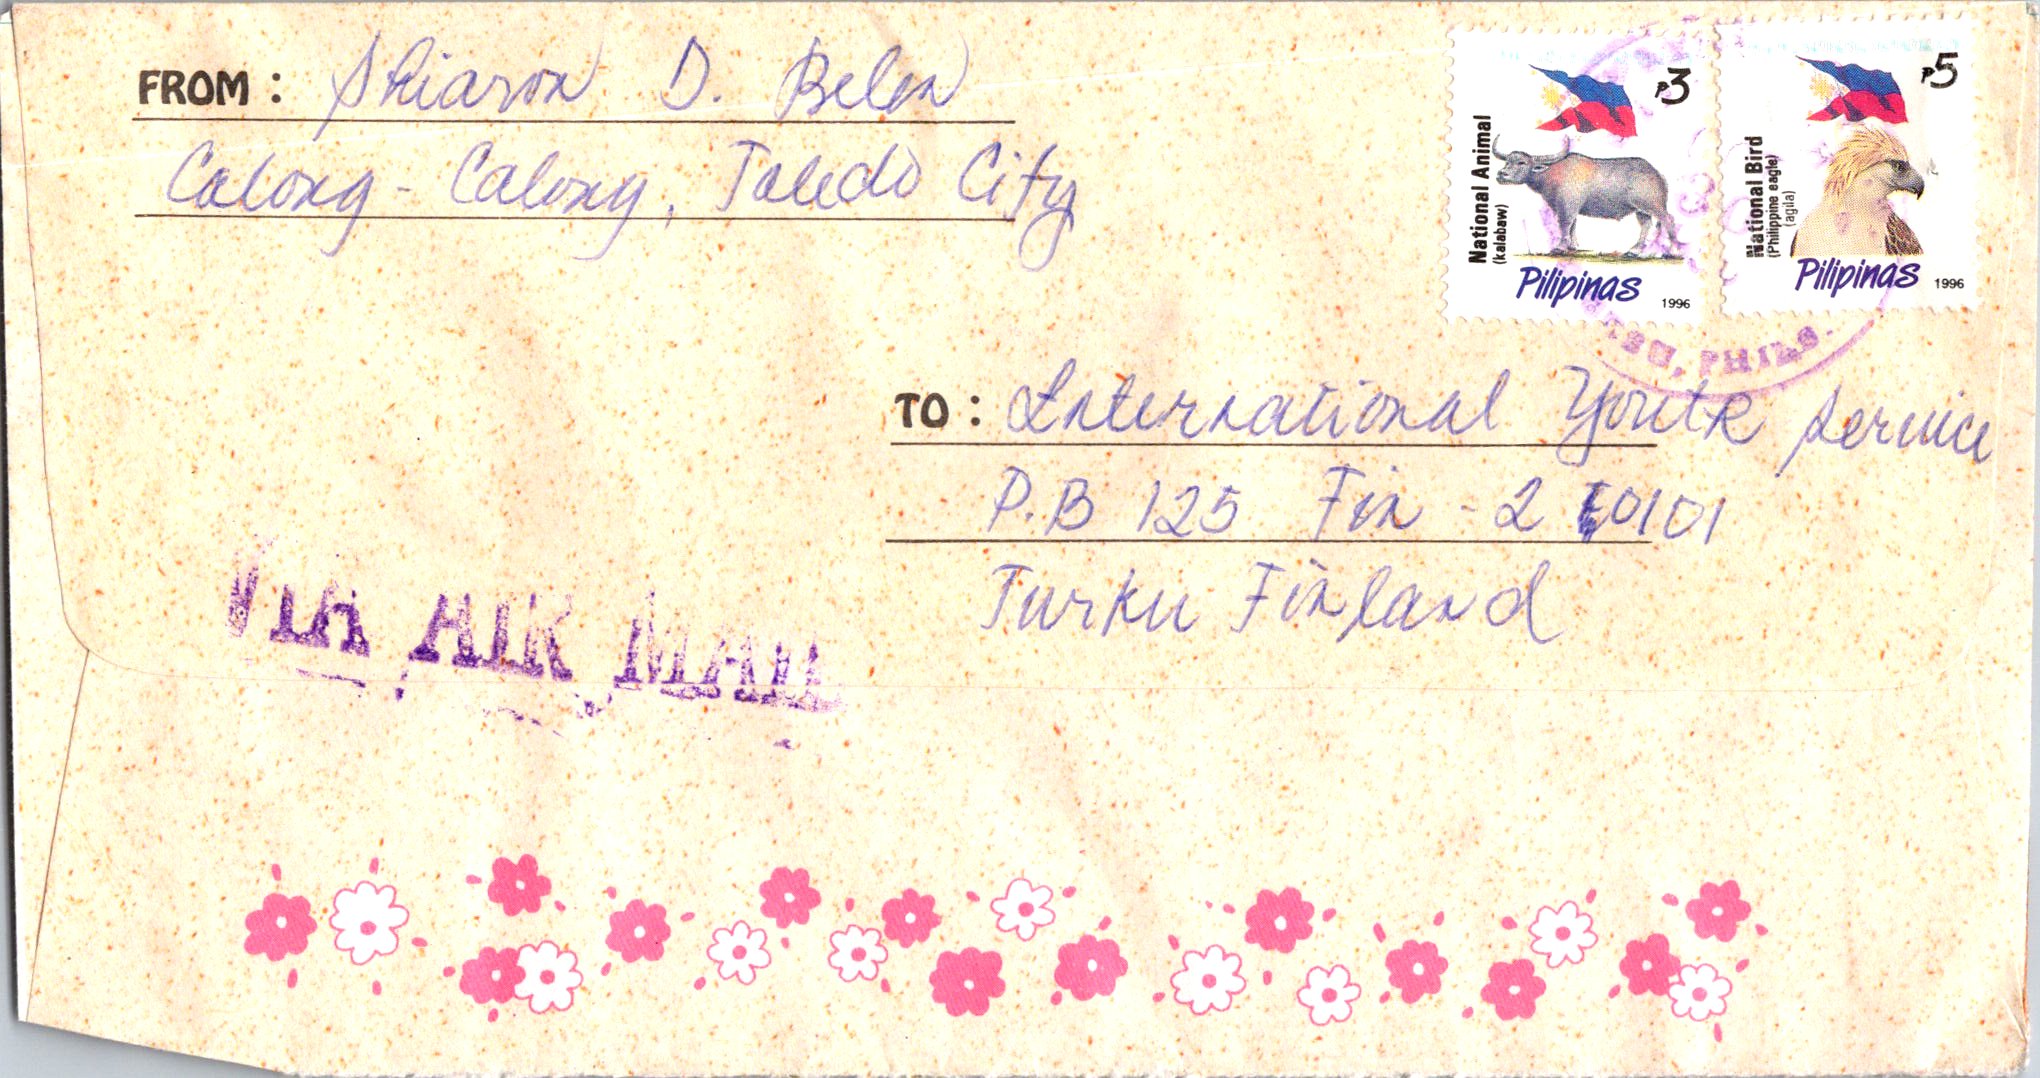 FROM : Shiaron D. Belen
Calong - Calong, Toledo City
₱3
National Animal
(kalabaw)
Pilipinas
1996
₱5
National Bird
(Philippine eagle)
(agila)
Pilipinas
1996
PHILS.
TO : International Youth Service
P.B 125 Fin - 2 0101
Turku Finland
VIA AIR MAIL